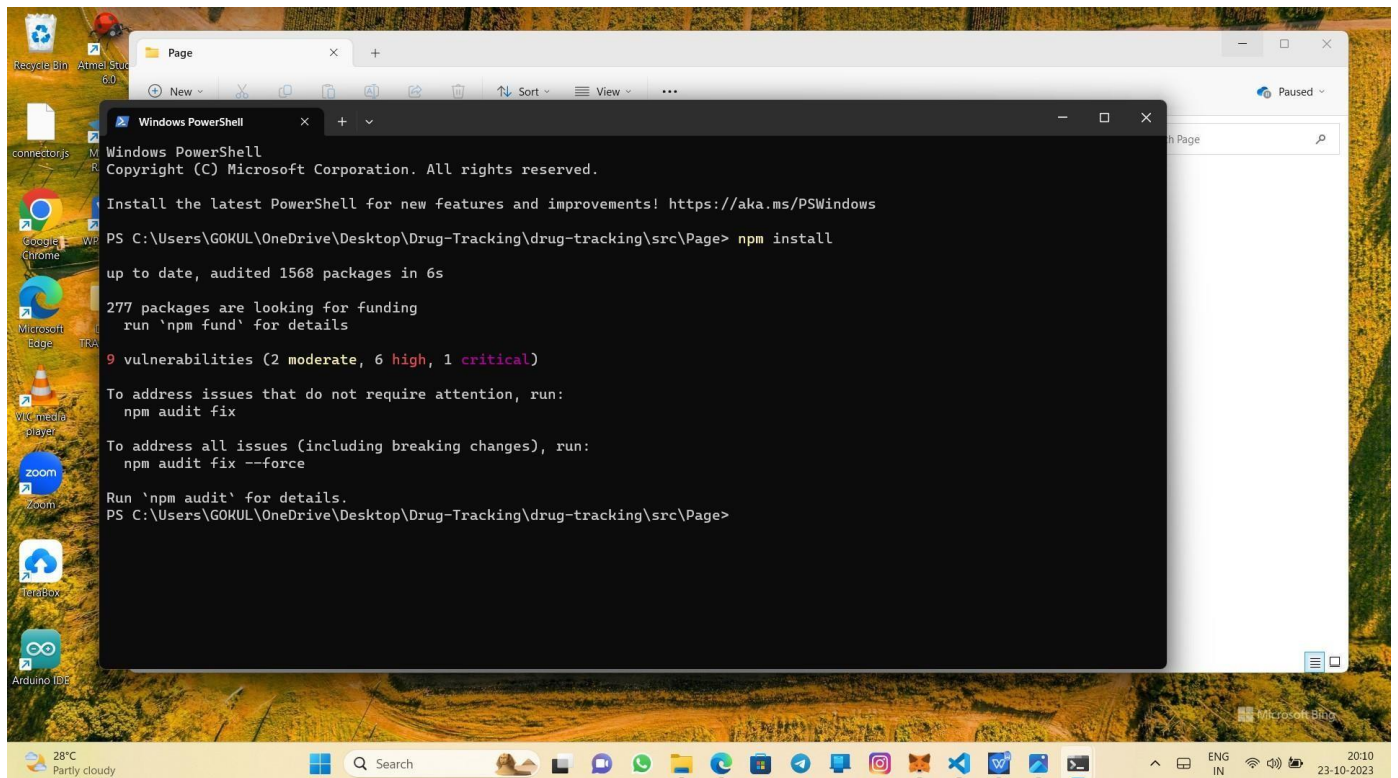 Recycle Bin
Atmel Stud
6.0
connector.js
M
R
Google
Chrome
WP
Microsoft
Edge
TRA
VLC media
player
zoom
Zoom
TeraBox
Arduino IDE
Page
New
Sort
View
Paused
h Page
Windows PowerShell
Windows PowerShell
Copyright (C) Microsoft Corporation. All rights reserved.
Install the latest PowerShell for new features and improvements! https://aka.ms/PSWindows
PS C:\Users\GOKUL\OneDrive\Desktop\Drug-Tracking\drug-tracking\src\Page> npm install
up to date, audited 1568 packages in 6s
277 packages are looking for funding
run `npm fund` for details
9 vulnerabilities (2 moderate, 6 high, 1 critical)
To address issues that do not require attention, run:
npm audit fix
To address all issues (including breaking changes), run:
npm audit fix --force
Run `npm audit` for details.
PS C:\Users\GOKUL\OneDrive\Desktop\Drug-Tracking\drug-tracking\src\Page>
Microsoft Bing
28°C
Partly cloudy
Search
ENG
IN
20:10
23-10-2023